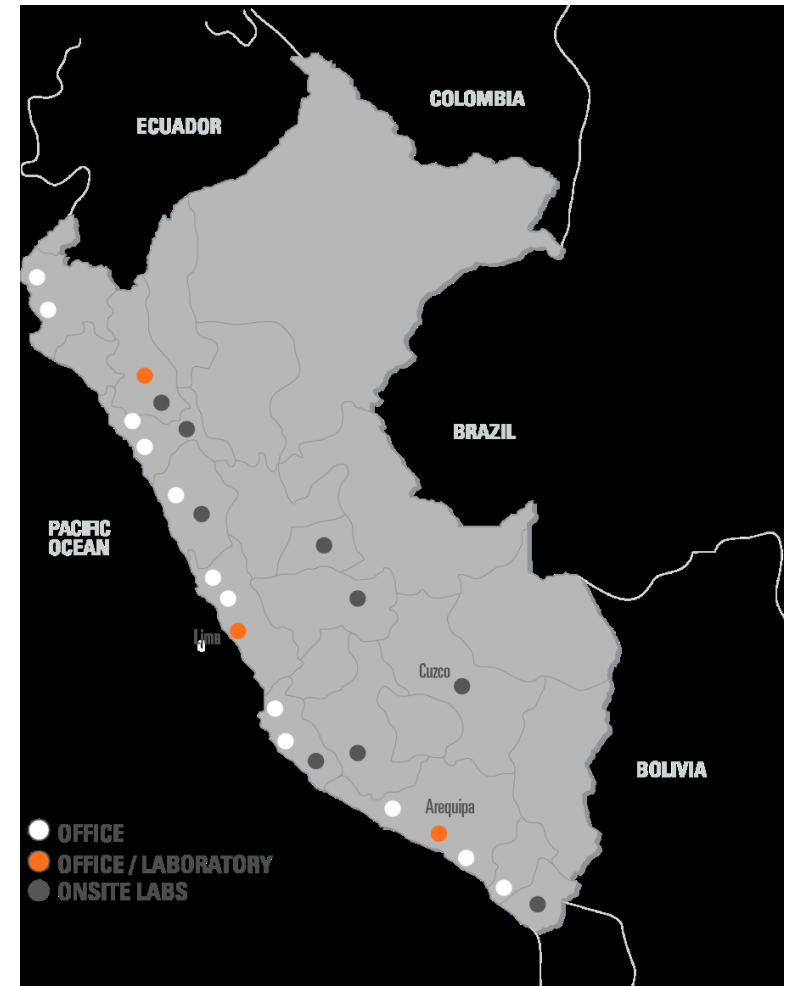 COLOMBIA
ECUADOR
BRAZIL
PACIFIC
OCEAN
Lima
Cuzco
BOLIVIA
Arequipa
OFFICE
OFFICE / LABORATORY
ONSITE LABS